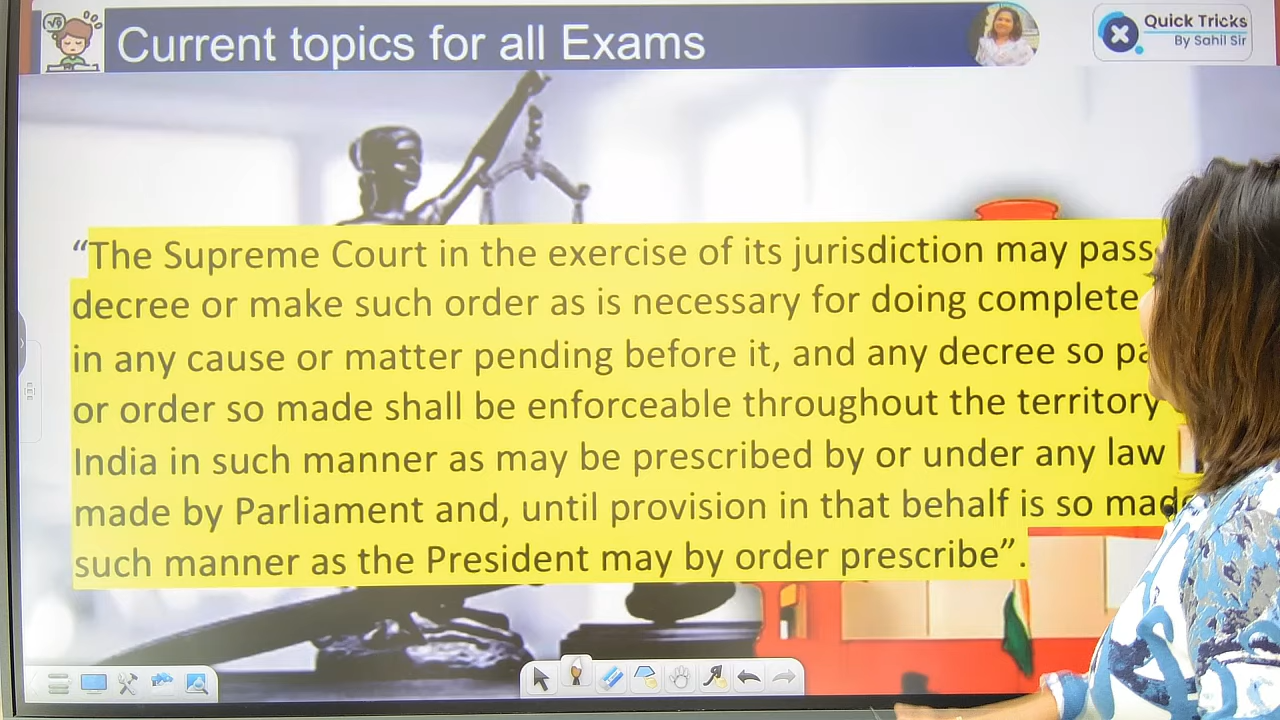 Current topics for all Exams
Quick Tricks
By Sahil Sir
“The Supreme Court in the exercise of its jurisdiction may pass
decree or make such order as is necessary for doing complete
in any cause or matter pending before it, and any decree so
or order so made shall be enforceable throughout the territory
India in such manner as may be prescribed by or under any law
made by Parliament and, until provision in that behalf is so made
such manner as the President may by order prescribe”.